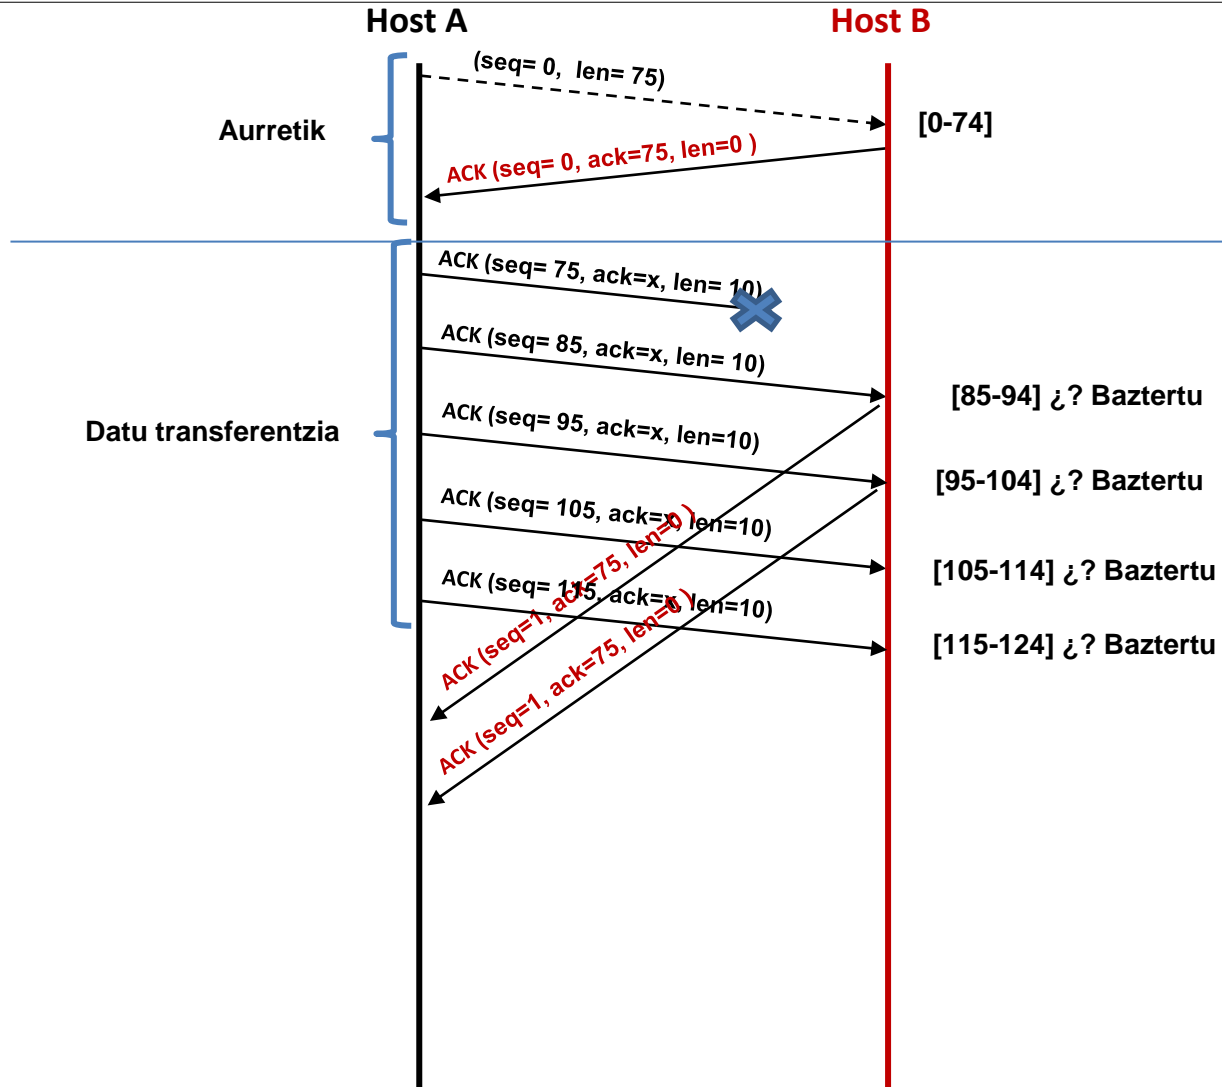 Host A
Host B
(seq= 0, len= 75)
Aurretik
[0-74]
ACK (seq= 0, ack=75, len=0 )
ACK (seq= 75, ack=x, len= 10)
ACK (seq= 85, ack=x, len= 10)
[85-94] ¿? Baztertu
Datu transferentzia
ACK (seq= 95, ack=x, len=10)
[95-104] ¿? Baztertu
ACK (seq= 105, ack=x, len=10)
[105-114] ¿? Baztertu
ACK (seq= 115, ack=x, len=10)
[115-124] ¿? Baztertu
ACK (seq=1, ack=75, len=0 )
ACK (seq=1, ack=75, len=0 )